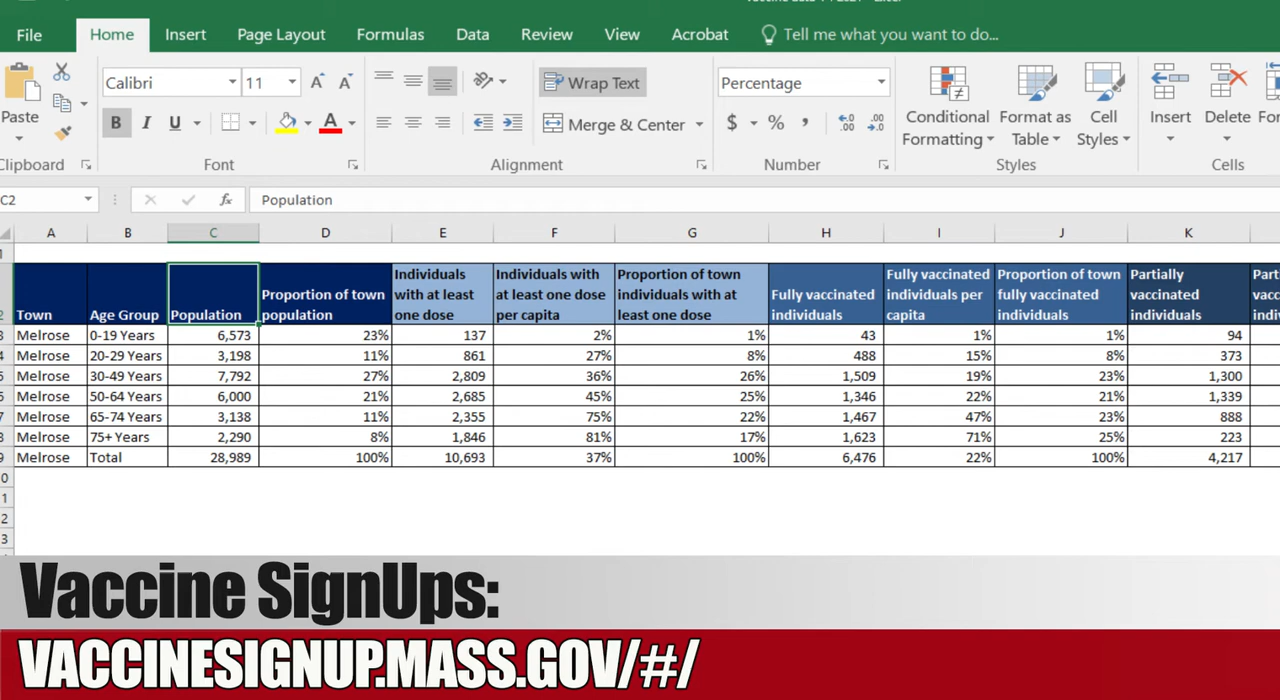 File Home Insert Page Layout Formulas Data Review View Acrobat Tell me what you want to do...
Calibri 11 Wrap Text Percentage
Paste B I U Merge & Center $ % , Conditional Formatting Format as Table Cell Styles Insert Delete
Clipboard Font Alignment Number Styles Cells
C2 fx Population
A B C D E F G H I J K
Town Age Group Population Proportion of town population Individuals with at least one dose Individuals with at least one dose per capita Proportion of town individuals with at least one dose Fully vaccinated individuals Fully vaccinated individuals per capita Proportion of town fully vaccinated individuals Partially vaccinated individuals
Melrose 0-19 Years 6,573 23% 137 2% 1% 43 1% 1% 94
Melrose 20-29 Years 3,198 11% 861 27% 8% 488 15% 8% 373
Melrose 30-49 Years 7,792 27% 2,809 36% 26% 1,509 19% 23% 1,300
Melrose 50-64 Years 6,000 21% 2,685 45% 25% 1,346 22% 21% 1,339
Melrose 65-74 Years 3,138 11% 2,355 75% 22% 1,467 47% 23% 888
Melrose 75+ Years 2,290 8% 1,846 81% 17% 1,623 71% 25% 223
Melrose Total 28,989 100% 10,693 37% 100% 6,476 22% 100% 4,217
Vaccine SignUps:
VACCINESIGNUP.MASS.GOV/#/